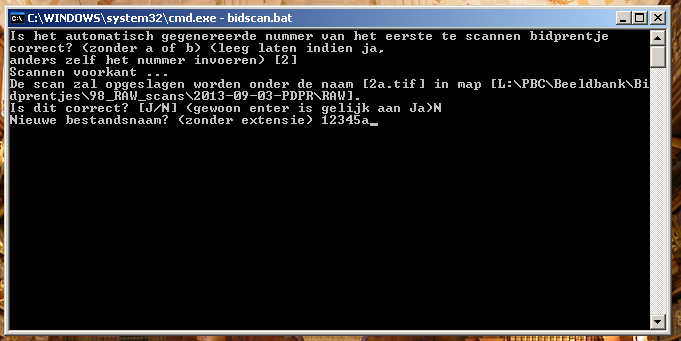 C:\WINDOWS\system32\cmd.exe - bidscan.bat
Is het automatisch gegenereerde nummer van het eerste te scannen bidprentje
correct? (zonder a of b) (leeg laten indien ja,
anders zelf het nummer invoeren) [2]
Scannen voorkant ...
De scan zal opgeslagen worden onder de naam [2a.tif] in map [L:\PBC\Beeldbank\Bi
dprentjes\98_RAW_scans\2013-09-03-PDPR\RAW].
Is dit correct? [J/N] (gewoon enter is gelijk aan Ja)N
Nieuwe bestandsnaam? (zonder extensie) 12345a_